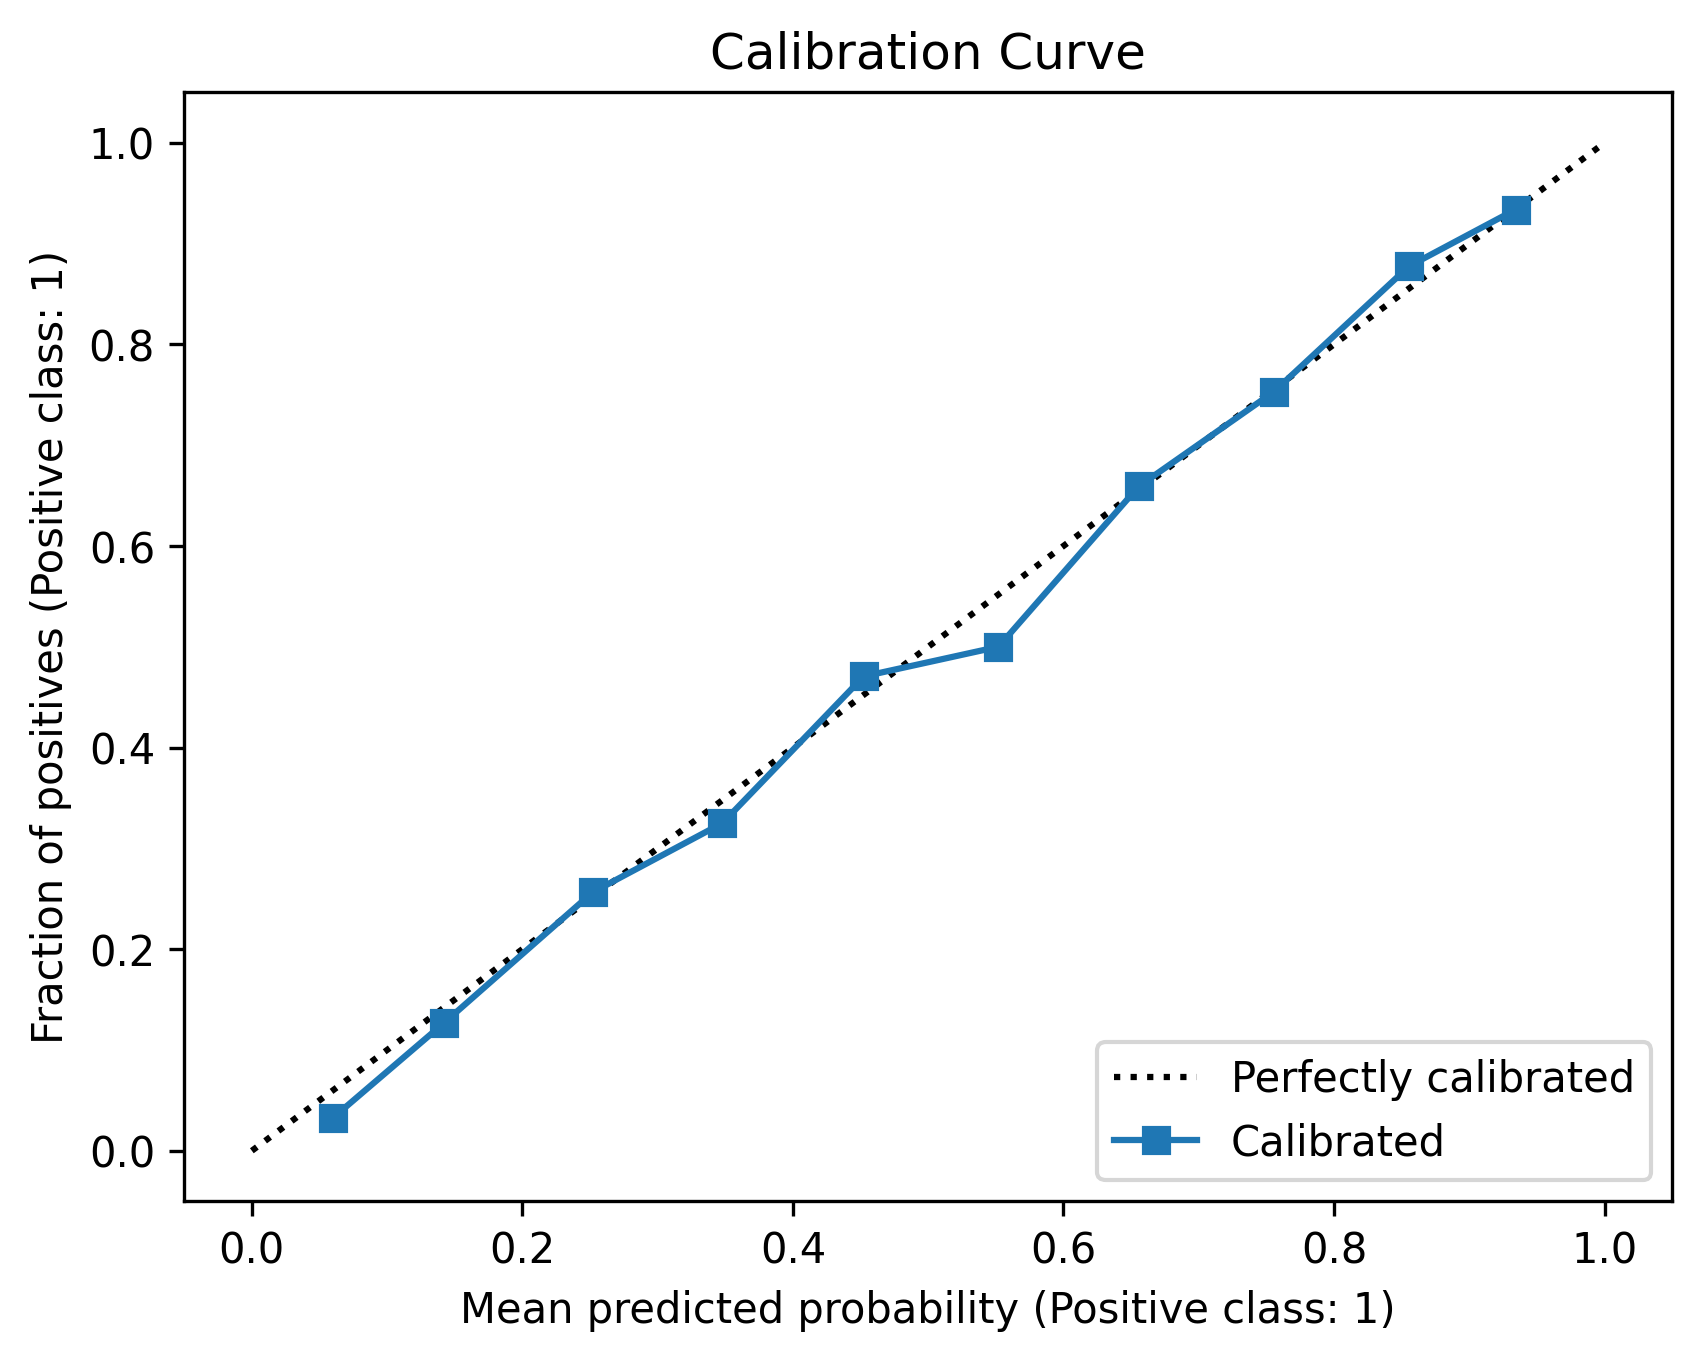 Calibration Curve
Fraction of positives (Positive class: 1)
1.0
0.8
0.6
0.4
0.2
0.0
Perfectly calibrated
Calibrated
0.0 0.2 0.4 0.6 0.8 1.0
Mean predicted probability (Positive class: 1)